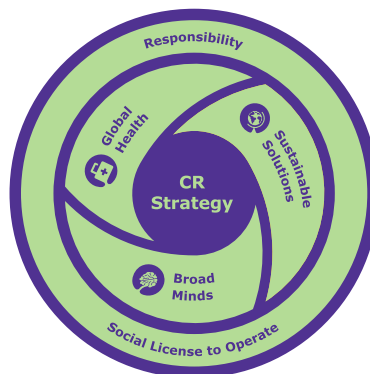 Responsibility
Global
Health
Sustainable
Solutions
CR
Strategy
Broad
Minds
Social License to Operate